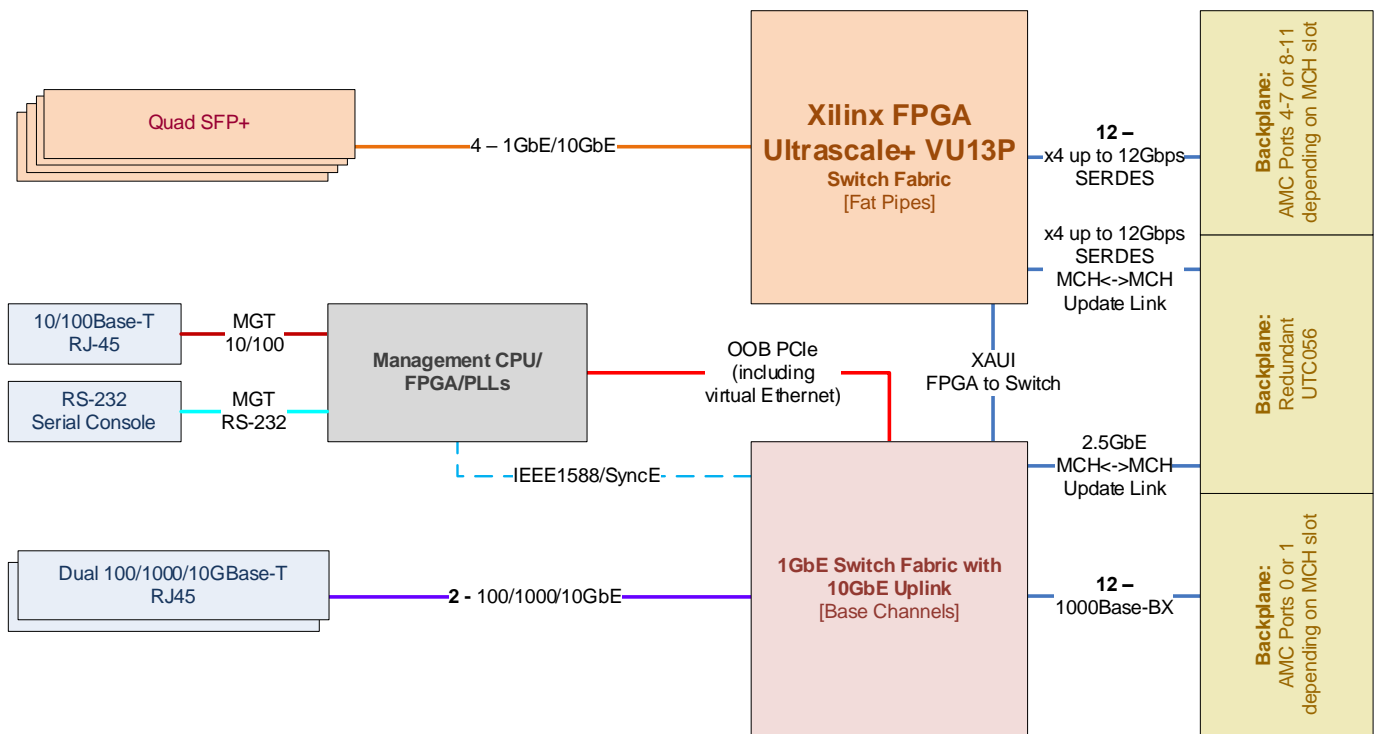 Quad SFP+
4 – 1GbE/10GbE
Xilinx FPGA
Ultrascale+ VU13P
Switch Fabric
[Fat Pipes]
12 –
x4 up to 12Gbps
SERDES
Backplane:
AMC Ports 4-7 or 8-11
depending on MCH slot
x4 up to 12Gbps
SERDES
MCH<->MCH
Update Link
10/100Base-T
RJ-45
MGT
10/100
RS-232
Serial Console
MGT
RS-232
Management CPU/
FPGA/PLLs
OOB PCIe
(including
virtual Ethernet)
XAUI
FPGA to Switch
Backplane:
Redundant
UTC056
IEEE1588/SyncE
2.5GbE
MCH<->MCH
Update Link
Dual 100/1000/10GBase-T
RJ45
2 - 100/1000/10GbE
1GbE Switch Fabric with
10GbE Uplink
[Base Channels]
12 –
1000Base-BX
Backplane:
AMC Ports 0 or 1
depending on MCH slot